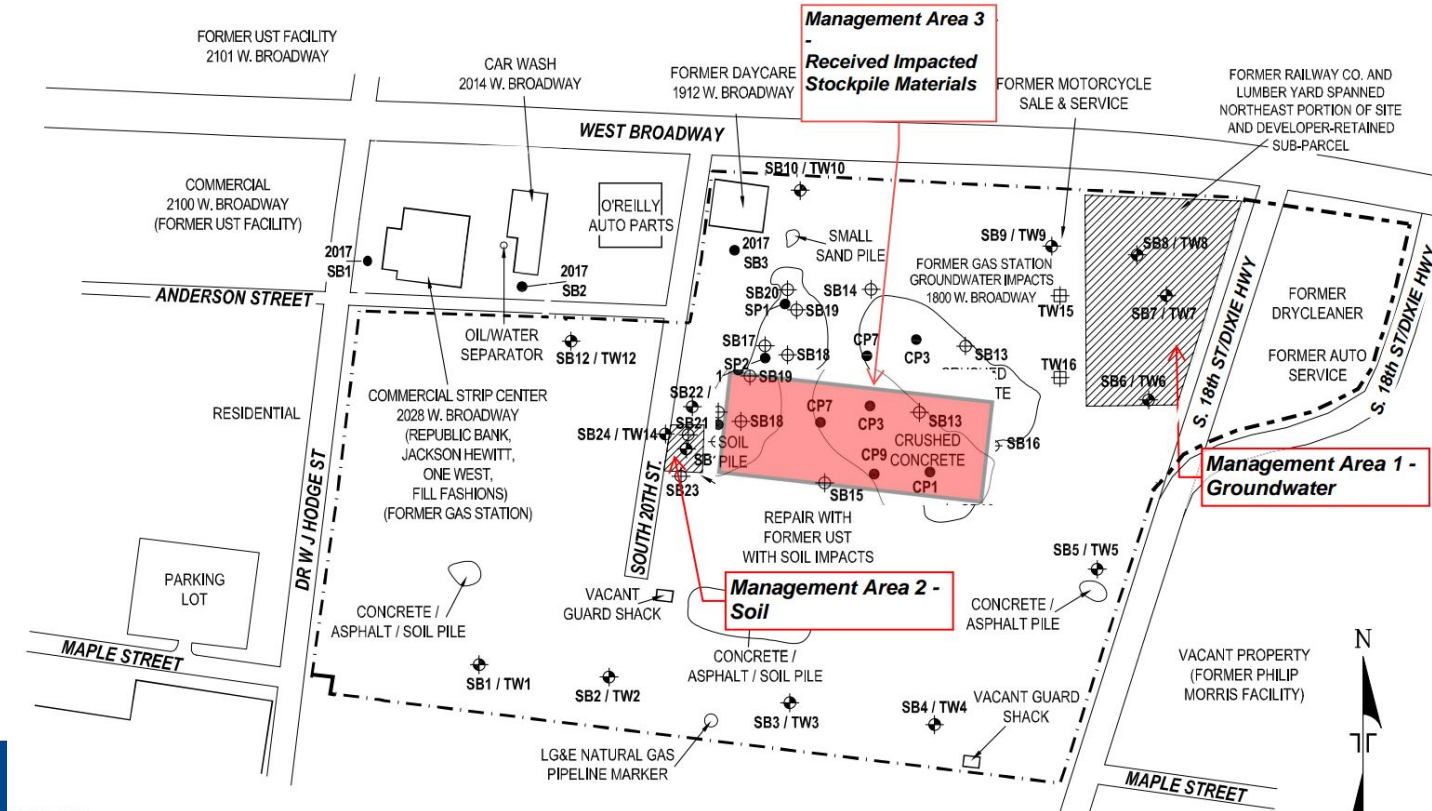 FORMER UST FACILITY
2101 W. BROADWAY
CAR WASH
2014 W. BROADWAY
FORMER DAYCARE
1912 W. BROADWAY
Management Area 3
-
Received Impacted
Stockpile Materials
FORMER MOTORCYCLE
SALE & SERVICE
FORMER RAILWAY CO. AND
LUMBER YARD SPANNED
NORTHEAST PORTION OF SITE
AND DEVELOPER-RETAINED
SUB-PARCEL
WEST BROADWAY
COMMERCIAL
2100 W. BROADWAY
(FORMER UST FACILITY)
O'REILLY
AUTO PARTS
SB10 / TW10
2017
SB1
2017
SB2
2017
SB3
SMALL
SAND PILE
SB9 / TW9
SB8 / TW8
FORMER GAS STATION
GROUNDWATER IMPACTS
1800 W. BROADWAY
ANDERSON STREET
OIL/WATER
SEPARATOR
SB12 / TW12
SB20
SP1
SB19
SB14
TW15
SB7 / TW7
FORMER
DRYCLEANER
FORMER AUTO
SERVICE
S. 18th ST/DIXIE HWY
S. 18th ST/DIXIE HWY
SB17
SP2
SB18
CP7
CP3
SB13
TW16
SB6 / TW6
RESIDENTIAL
COMMERCIAL STRIP CENTER
2028 W. BROADWAY
(REPUBLIC BANK,
JACKSON HEWITT,
ONE WEST,
FILL FASHIONS)
(FORMER GAS STATION)
SB19
SB22 /
SB21
SB24 / TW14
SB18
CP7
CP3
SB13
SOIL
PILE
CP9
CRUSHED
CONCRETE
CP1
SB16
SB23
SB15
Management Area 1 -
Groundwater
DR W J HODGE ST
SOUTH 20TH ST.
REPAIR WITH
FORMER UST
WITH SOIL IMPACTS
SB5 / TW5
PARKING
LOT
CONCRETE /
ASPHALT / SOIL PILE
VACANT
GUARD SHACK
Management Area 2 -
Soil
CONCRETE /
ASPHALT PILE
MAPLE STREET
SB1 / TW1
SB2 / TW2
CONCRETE /
ASPHALT / SOIL PILE
SB3 / TW3
SB4 / TW4
VACANT GUARD
SHACK
VACANT PROPERTY
(FORMER PHILIP
MORRIS FACILITY)
N
LG&E NATURAL GAS
PIPELINE MARKER
MAPLE STREET